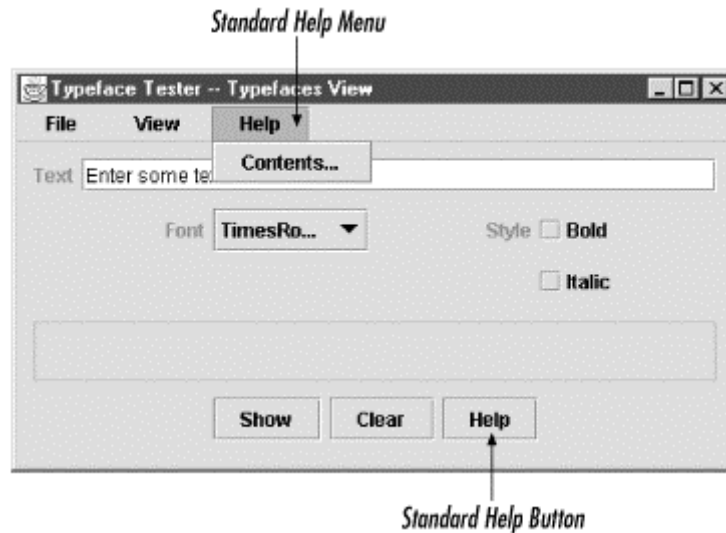 Standard Help Menu
Typeface Tester -- Typefaces View
File View Help
Contents...
Text Enter some te
Font TimesRo... Style Bold
Italic
Show Clear Help
Standard Help Button